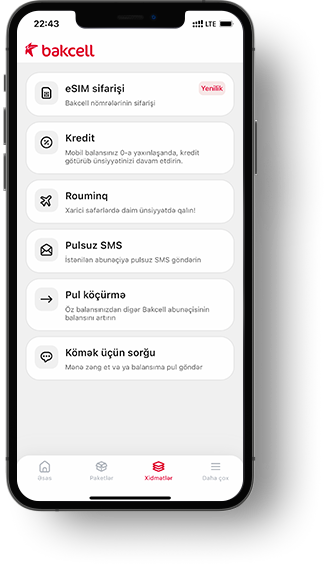 22:43
LTE
bakcell
eSIM sifarişi
Yenilik
Bakcell nömrələrinin sifarişi
Kredit
Mobil balansınız 0-a yaxınlaşanda, kredit
götürüb ünsiyyətinizi davam etdirin.
Rouminq
Xarici səfərlərdə daim ünsiyyətdə qalın!
Pulsuz SMS
İstənilən abunəçiyə pulsuz SMS göndərin
Pul köçürmə
Öz balansınızdan digər Bakcell abunəçisinin
balansını artırın
Kömək üçün sorğu
Mənə zəng et və ya balansıma pul göndər
Əsas
Paketlər
Xidmətlər
Daha çox